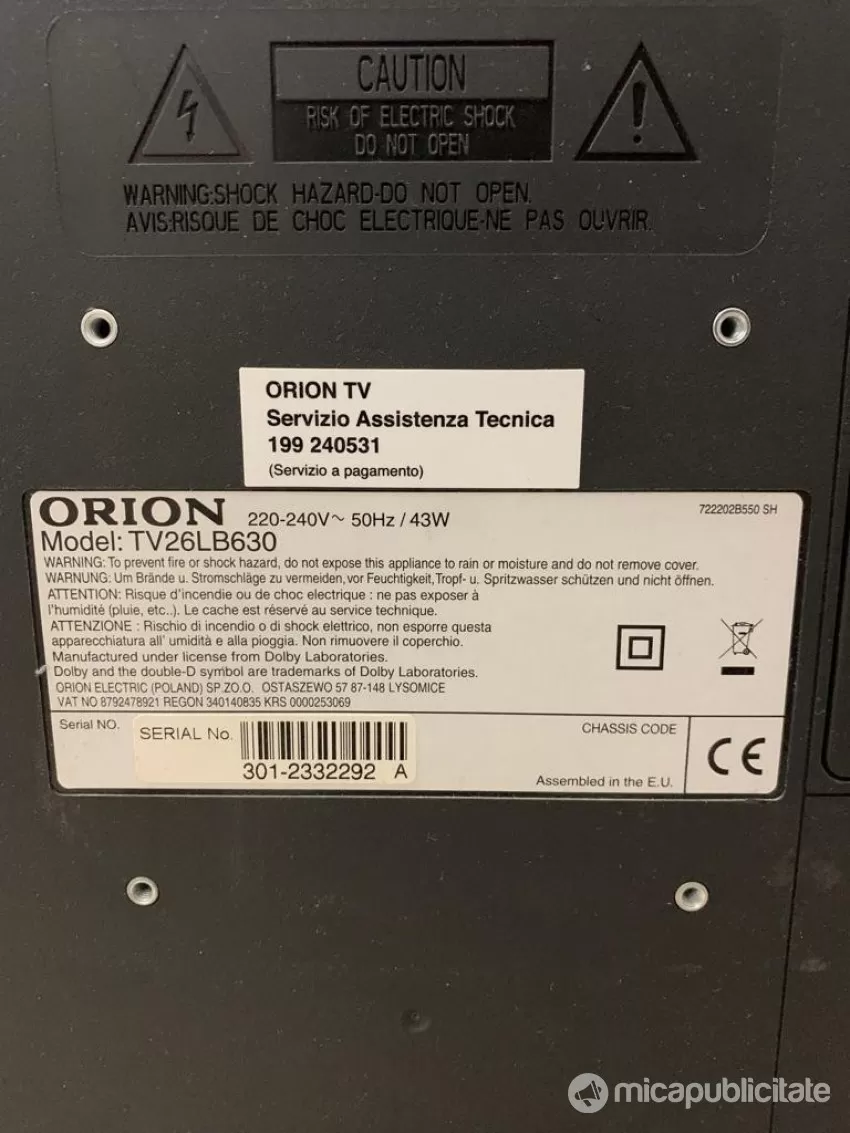 CAUTION
RISK OF ELECTRIC SHOCK
DO NOT OPEN
WARNING:SHOCK HAZARD-DO NOT OPEN.
AVIS:RISQUE DE CHOC ELECTRIQUE-NE PAS OUVRIR.
ORION TV
Servizio Assistenza Tecnica
199 240531
(Servizio a pagamento)
ORION 220-240V~ 50Hz / 43W
722202B550 SH
Model: TV26LB630
WARNING: To prevent fire or shock hazard, do not expose this appliance to rain or moisture and do not remove cover.
WARNUNG: Um Brände u. Stromschläge zu vermeiden, vor Feuchtigkeit, Tropf- u. Spritzwasser schützen und nicht öffnen.
ATTENTION: Risque d'incendie ou de choc electrique : ne pas exposer à
l'humidité (pluie, etc..). Le cache est réservé au service technique.
ATTENZIONE : Rischio di incendio o di shock elettrico, non esporre questa
apparecchiatura all' umidità e alla pioggia. Non rimuovere il coperchio.
Manufactured under license from Dolby Laboratories.
Dolby and the double-D symbol are trademarks of Dolby Laboratories.
ORION ELECTRIC (POLAND) SP.ZO.O. OSTASZEWO 57 87-148 LYSOMICE
VAT NO 8792478921 REGON 340140835 KRS 0000253069
Serial NO.
SERIAL No.
301-2332292 A
CHASSIS CODE
Assembled in the E.U.
CE
micapublicitate